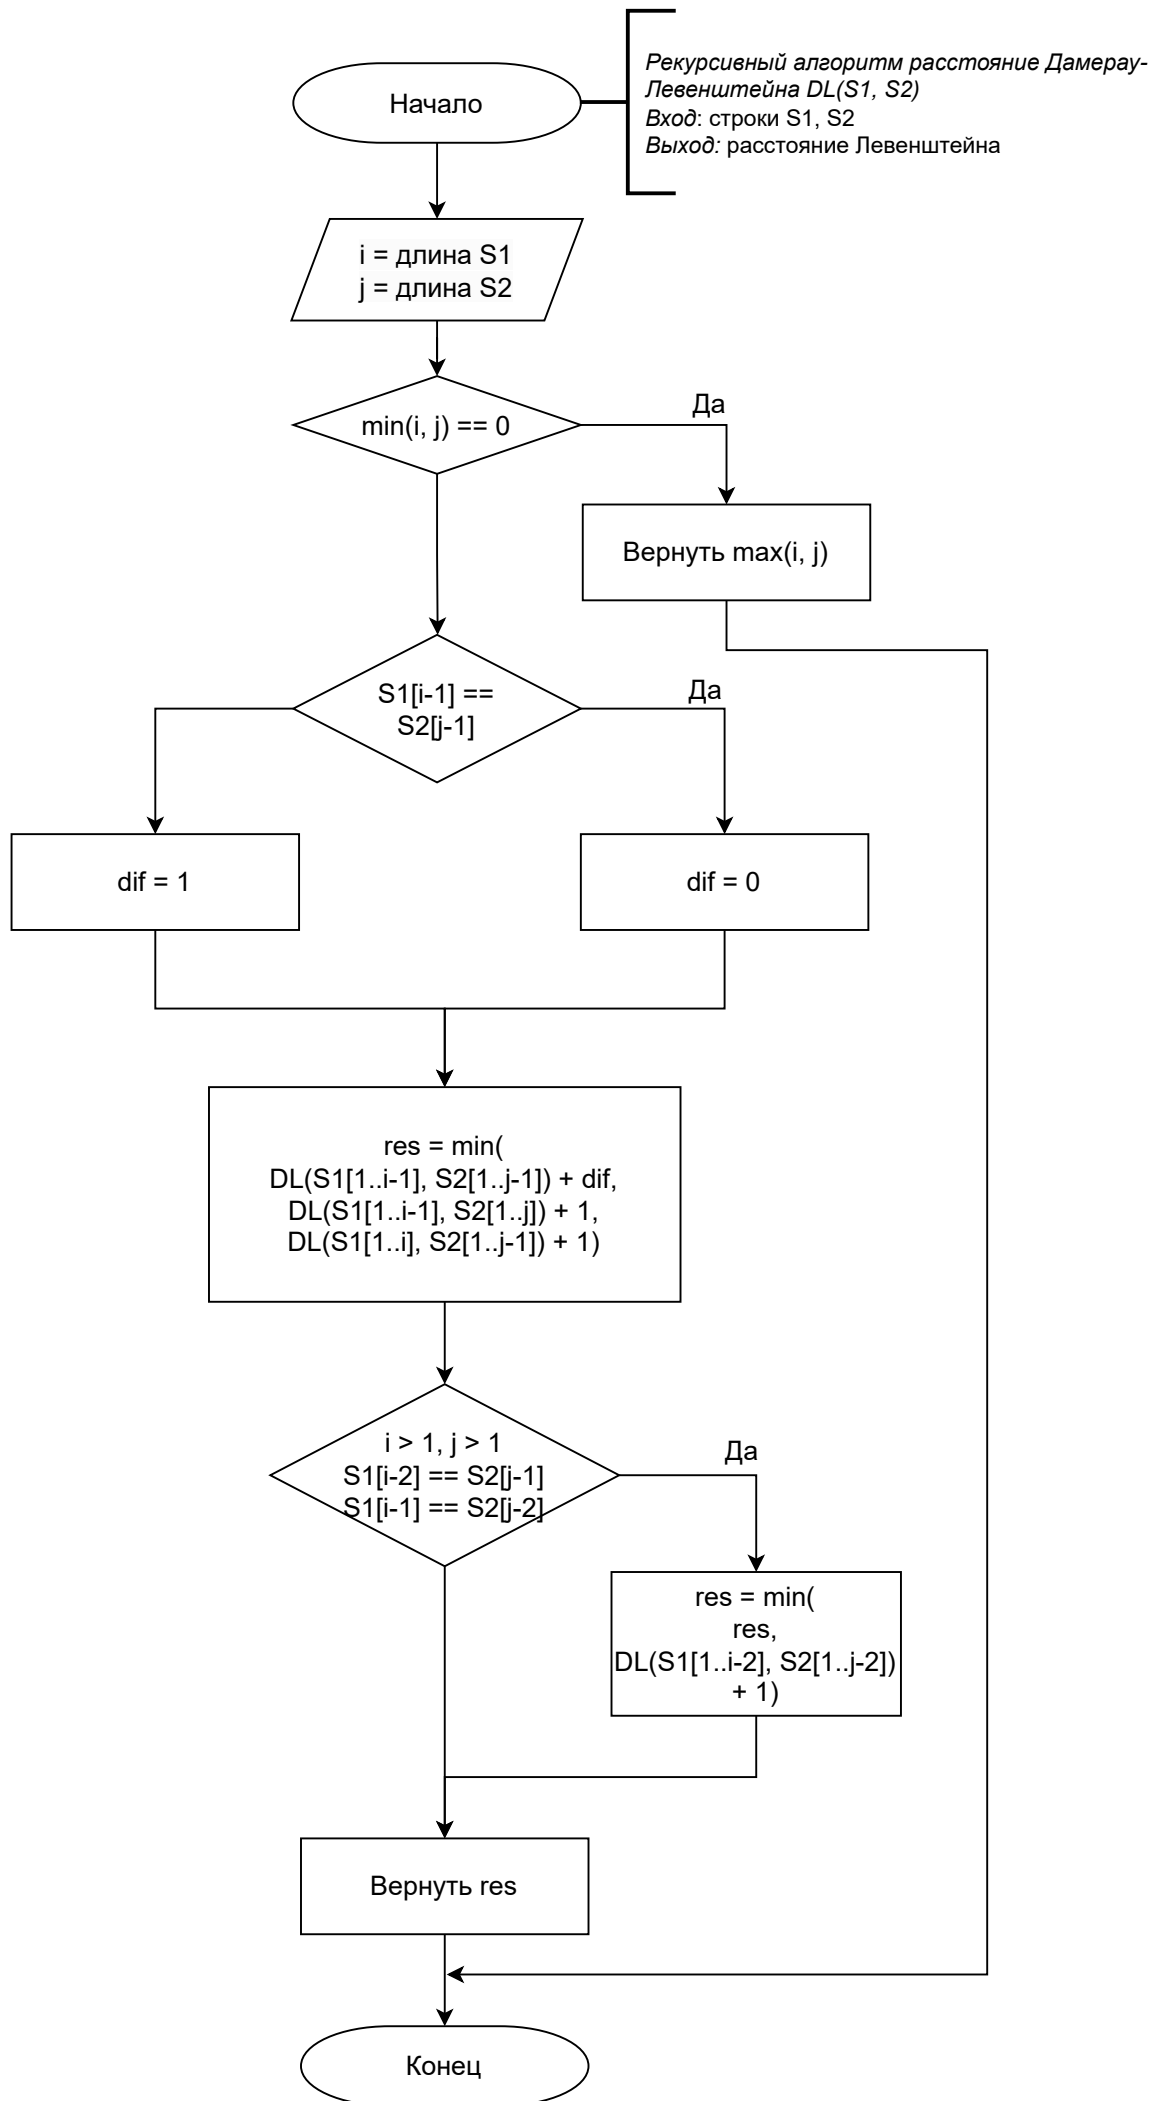 Начало
Рекурсивный алгоритм расстояние Дамерау-
Левенштейна DL(S1, S2)
Вход: строки S1, S2
Выход: расстояние Левенштейна
i = длина S1
j = длина S2
min(i, j) == 0
Да
Вернуть max(i, j)
S1[i-1] ==
S2[j-1]
Да
dif = 1
dif = 0
res = min(
DL(S1[1..i-1], S2[1..j-1]) + dif,
DL(S1[1..i-1], S2[1..j]) + 1,
DL(S1[1..i], S2[1..j-1]) + 1)
i > 1, j > 1
S1[i-2] == S2[j-1]
S1[i-1] == S2[j-2]
Да
res = min(
res,
DL(S1[1..i-2], S2[1..j-2])
+ 1)
Вернуть res
Конец